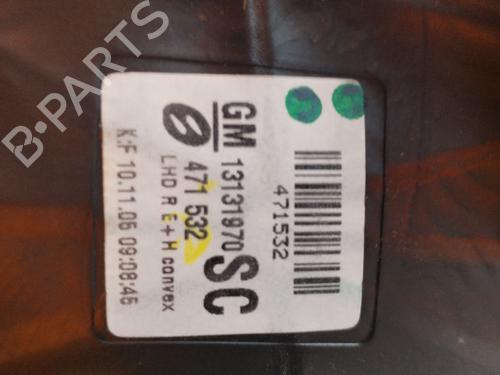 B-PARTS
GM 13131970 SC
471 532
LHD R E+H convex
K:F 10.11.06 09:08:46
471532